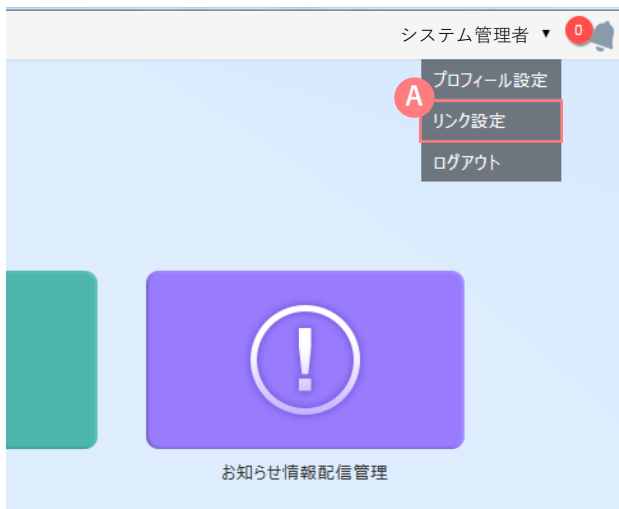 システム管理者 ▼ 0
プロフィール設定
A
リンク設定
ログアウト
お知らせ情報配信管理